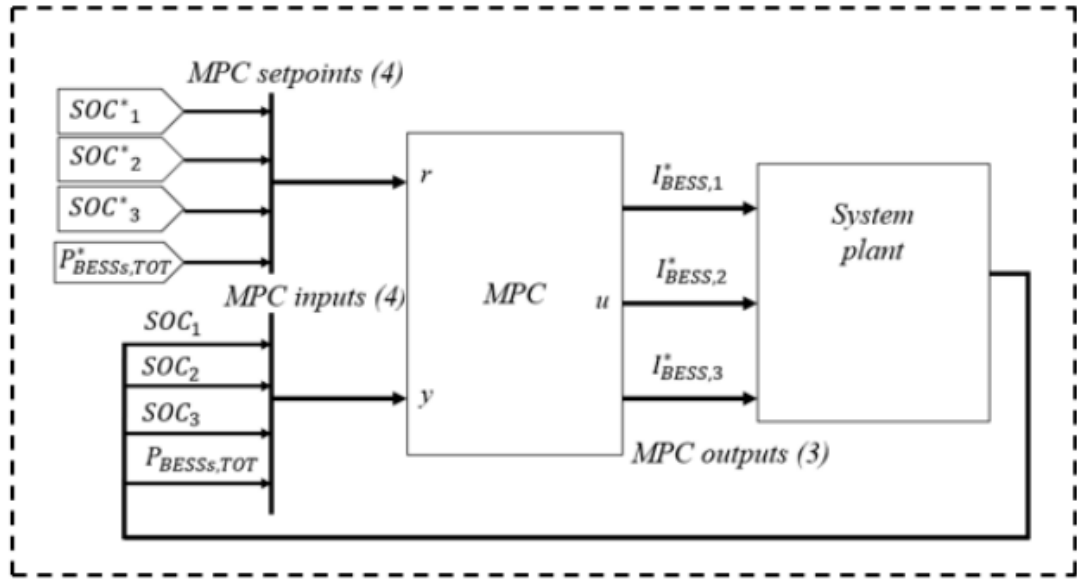 MPC setpoints (4)
SOC*₁
SOC*₂
SOC*₃
P*BESSs,TOT
r
MPC inputs (4)
SOC₁
SOC₂
SOC₃
PBESSs,TOT
y
MPC
u
I*BESS,1
I*BESS,2
I*BESS,3
MPC outputs (3)
System
plant